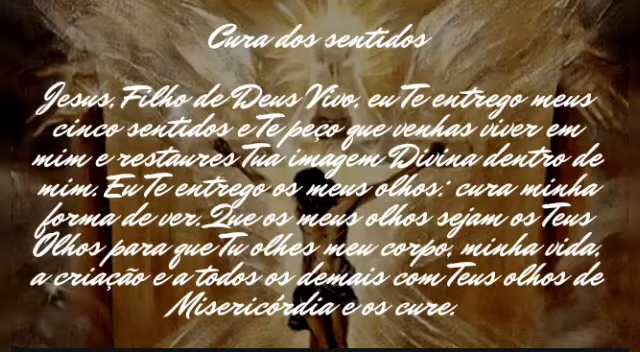 Cura dos sentidos
Jesus, Filho de Deus Vivo, eu Te entrego meus
cinco sentidos e Te peço que venhas viver em
mim e restaures Tua imagem Divina dentro de
mim. Eu Te entrego os meus olhos: cura minha
forma de ver. Que os meus olhos sejam os Teus
Olhos para que Tu olhes meu corpo, minha vida,
a criação e a todos os demais com Teus olhos de
Misericórdia e os cure.